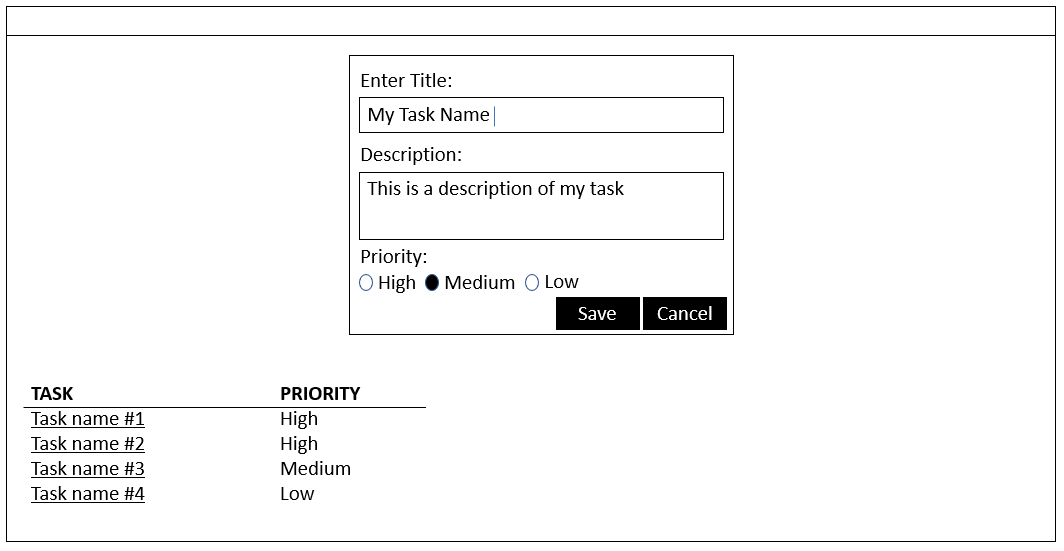 Enter Title:
My Task Name
Description:
This is a description of my task
Priority:
High Medium Low
Save Cancel
TASK PRIORITY
Task name #1 High
Task name #2 High
Task name #3 Medium
Task name #4 Low